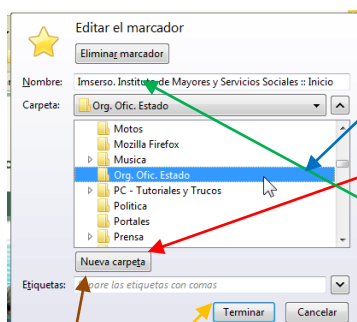 Editar el marcador
Eliminar marcador
Nombre: Imserso. Instituto de Mayores y Servicios Sociales :: Inicio
Carpeta: Org. Ofic. Estado
Motos
Mozilla Firefox
Musica
Org. Ofic. Estado
PC - Tutoriales y Trucos
Politica
Portales
Prensa
Nueva carpeta
Etiquetas: Separe las etiquetas con comas
Terminar Cancelar